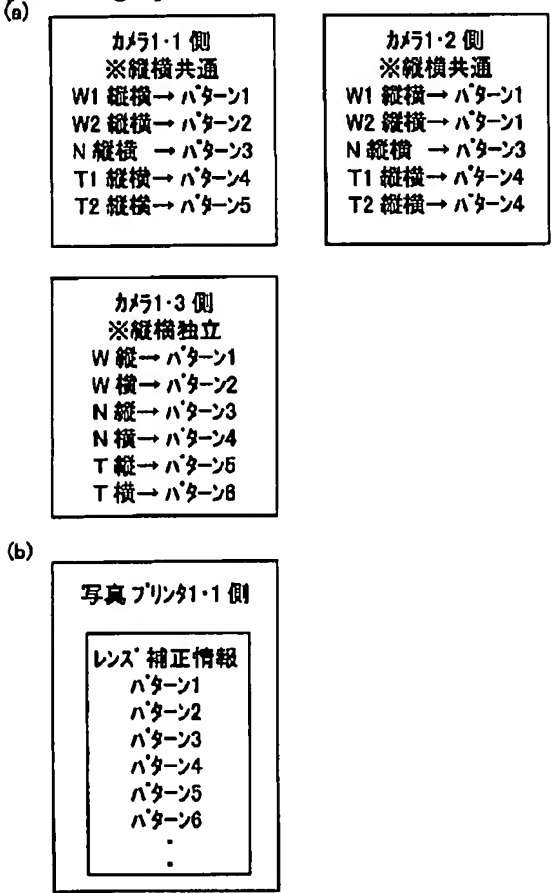 (a)
カメラ1・1 側
※縦横共通
W1 縦横→ パターン1
W2 縦横→ パターン2
N 縦横 → パターン3
T1 縦横→ パターン4
T2 縦横→ パターン5
カメラ1・2 側
※縦横共通
W1 縦横→ パターン1
W2 縦横→ パターン1
N 縦横 → パターン3
T1 縦横→ パターン4
T2 縦横→ パターン4
カメラ1・3 側
※縦横独立
W 縦→ パターン1
W 横→ パターン2
N 縦→ パターン3
N 横→ パターン4
T 縦→ パターン5
T 横→ パターン6
(b)
写真プリンタ1・1 側
レンズ補正情報
パターン1
パターン2
パターン3
パターン4
パターン5
パターン6
・
・